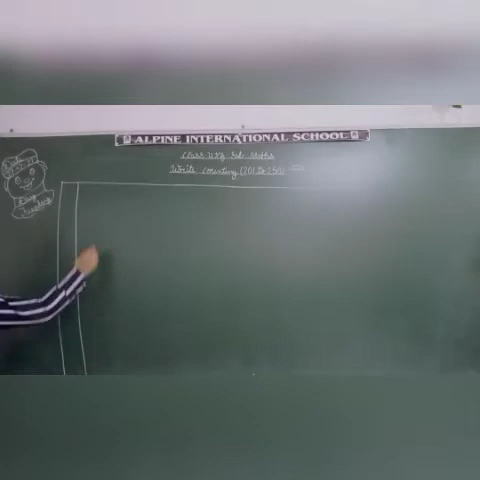 ALPINE INTERNATIONAL SCHOOL
Class UKG Sub Maths
Write counting (201 to 250)